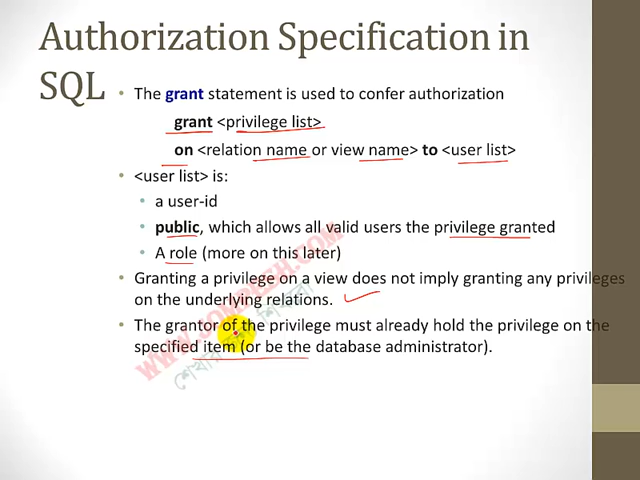 Authorization Specification in
SQL
• The grant statement is used to confer authorization
grant <privilege list>
on <relation name or view name> to <user list>
• <user list> is:
• a user-id
• public, which allows all valid users the privilege granted
• A role (more on this later)
• Granting a privilege on a view does not imply granting any privileges
on the underlying relations.
• The grantor of the privilege must already hold the privilege on the
specified item (or be the database administrator).